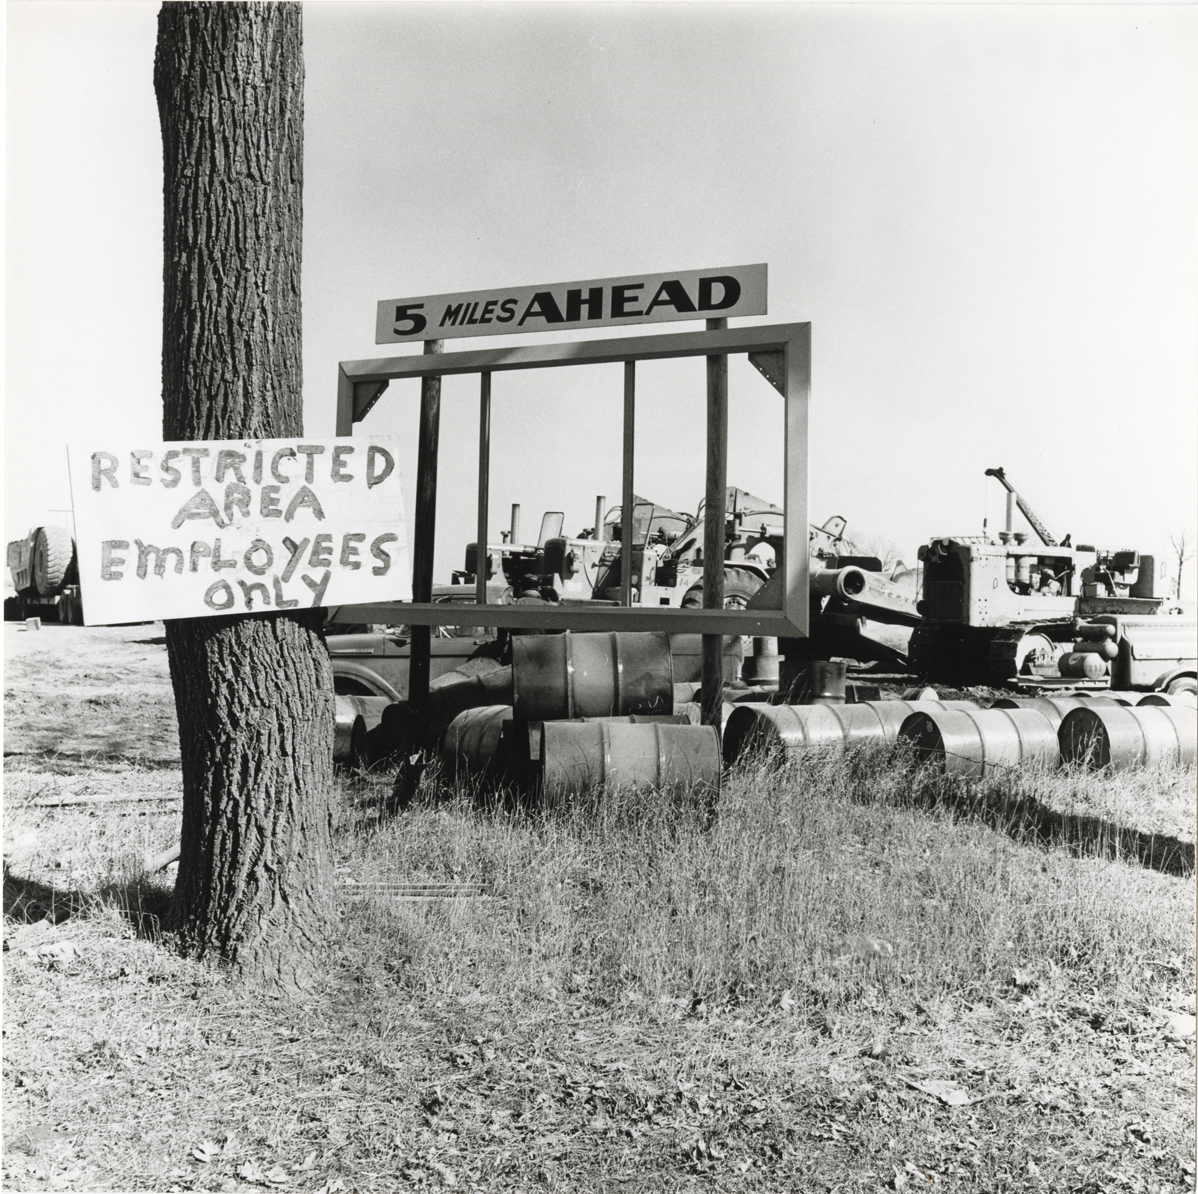 5 MILES AHEAD
RESTRICTED
AREA
EMPLOYEES
ONLY